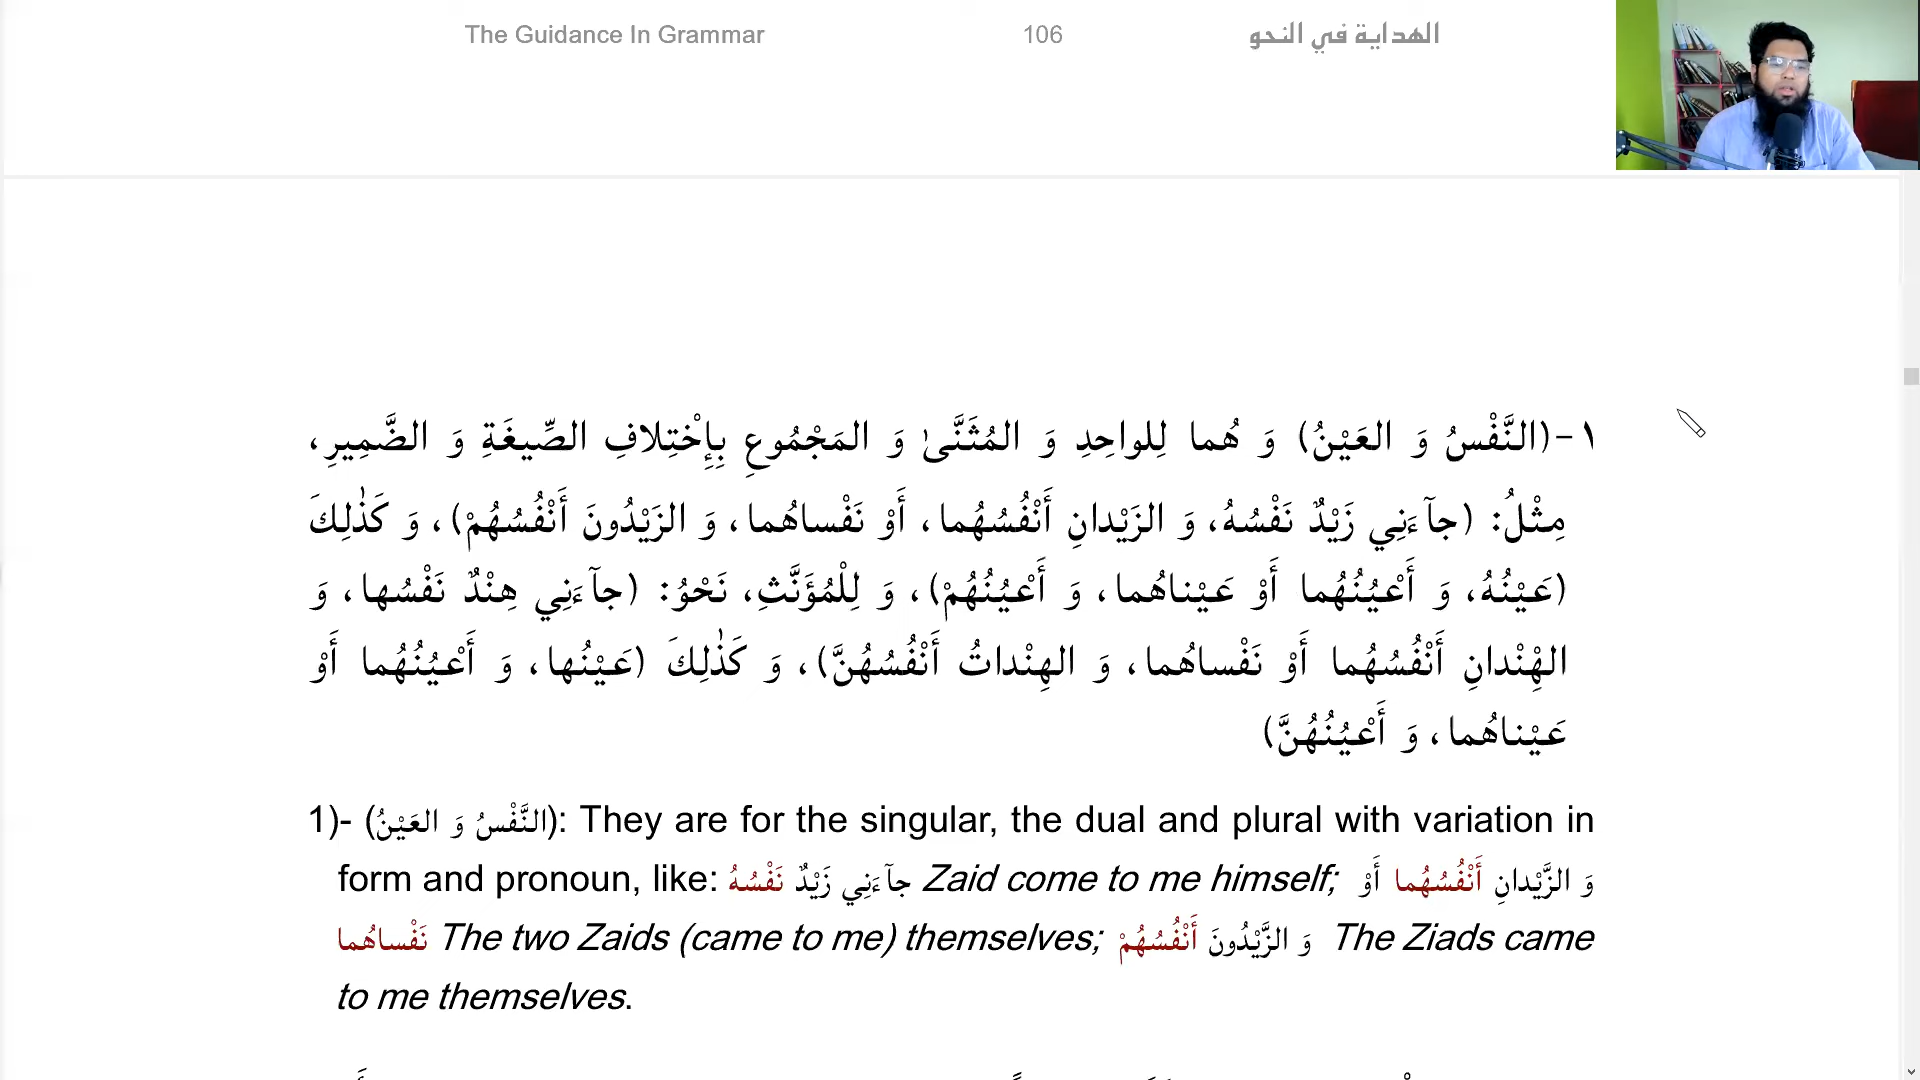 The Guidance In Grammar 106 الهداية في النحو
١-(النَّفْسُ وَ العَيْنُ) وَ هُما لِلواحِدِ وَ المُثَنَّىٰ وَ المَجْمُوعِ بِإِخْتِلافِ الصِّيغَةِ وَ الضَّمِيرِ،
مِثْلُ: (جآءَنِي زَيْدٌ نَفْسُهُ، وَ الزَيْدانِ أَنْفُسُهُما، أَوْ نَفْساهُما، وَ الزَيْدُونَ أَنْفُسُهُمْ)، وَ كَذٰلِكَ
(عَيْنُهُ، وَ أَعْيُنُهُما أَوْ عَيْناهُما، وَ أَعْيُنُهُمْ)، وَ لِلْمُؤَنَّثِ، نَحْوُ: (جآءَنِي هِنْدٌ نَفْسُها، وَ
الهِْنْدانِ أَنْفُسُهُما أَوْ نَفْساهُما، وَ الهِنْداتُ أَنْفُسُهُنَّ)، وَ كَذٰلِكَ (عَيْنُها، وَ أَعْيُنُهُما أَوْ
عَيْناهُما، وَ أَعْيُنُهُنَّ)
1)- (النَّفْسُ وَ العَيْنُ): They are for the singular, the dual and plural with variation in
form and pronoun, like: جآءَنِي زَيْدٌ نَفْسُهُ Zaid come to me himself; وَ الزَّيْدانِ أَنْفُسُهُما أَوْ
نَفْساهُما The two Zaids (came to me) themselves; وَ الزَّيْدُونَ أَنْفُسُهُمْ The Ziads came
to me themselves.